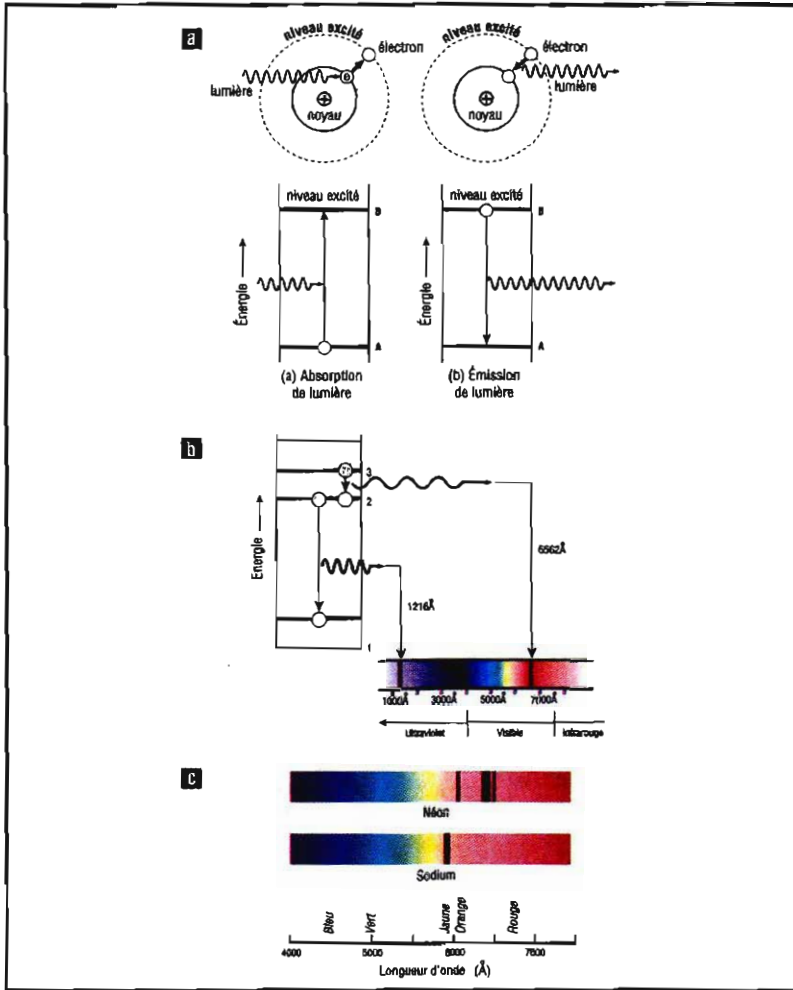 a
niveau excité
électron
lumière
e
noyau
niveau excité
électron
lumière
noyau
niveau excité
B
Énergie
A
(a) Absorption
de lumière
niveau excité
B
Énergie
A
(b) Émission
de lumière
b
3
2
Energie
6562Å
1216Å
1
1000Å 3000Å 5000Å 7000Å
Ultraviolet Visible Infrarouge
c
Néon
Sodium
Bleu Vert Jaune Orange Rouge
4000 5000 6000 7000
Longueur d'onde (Å)